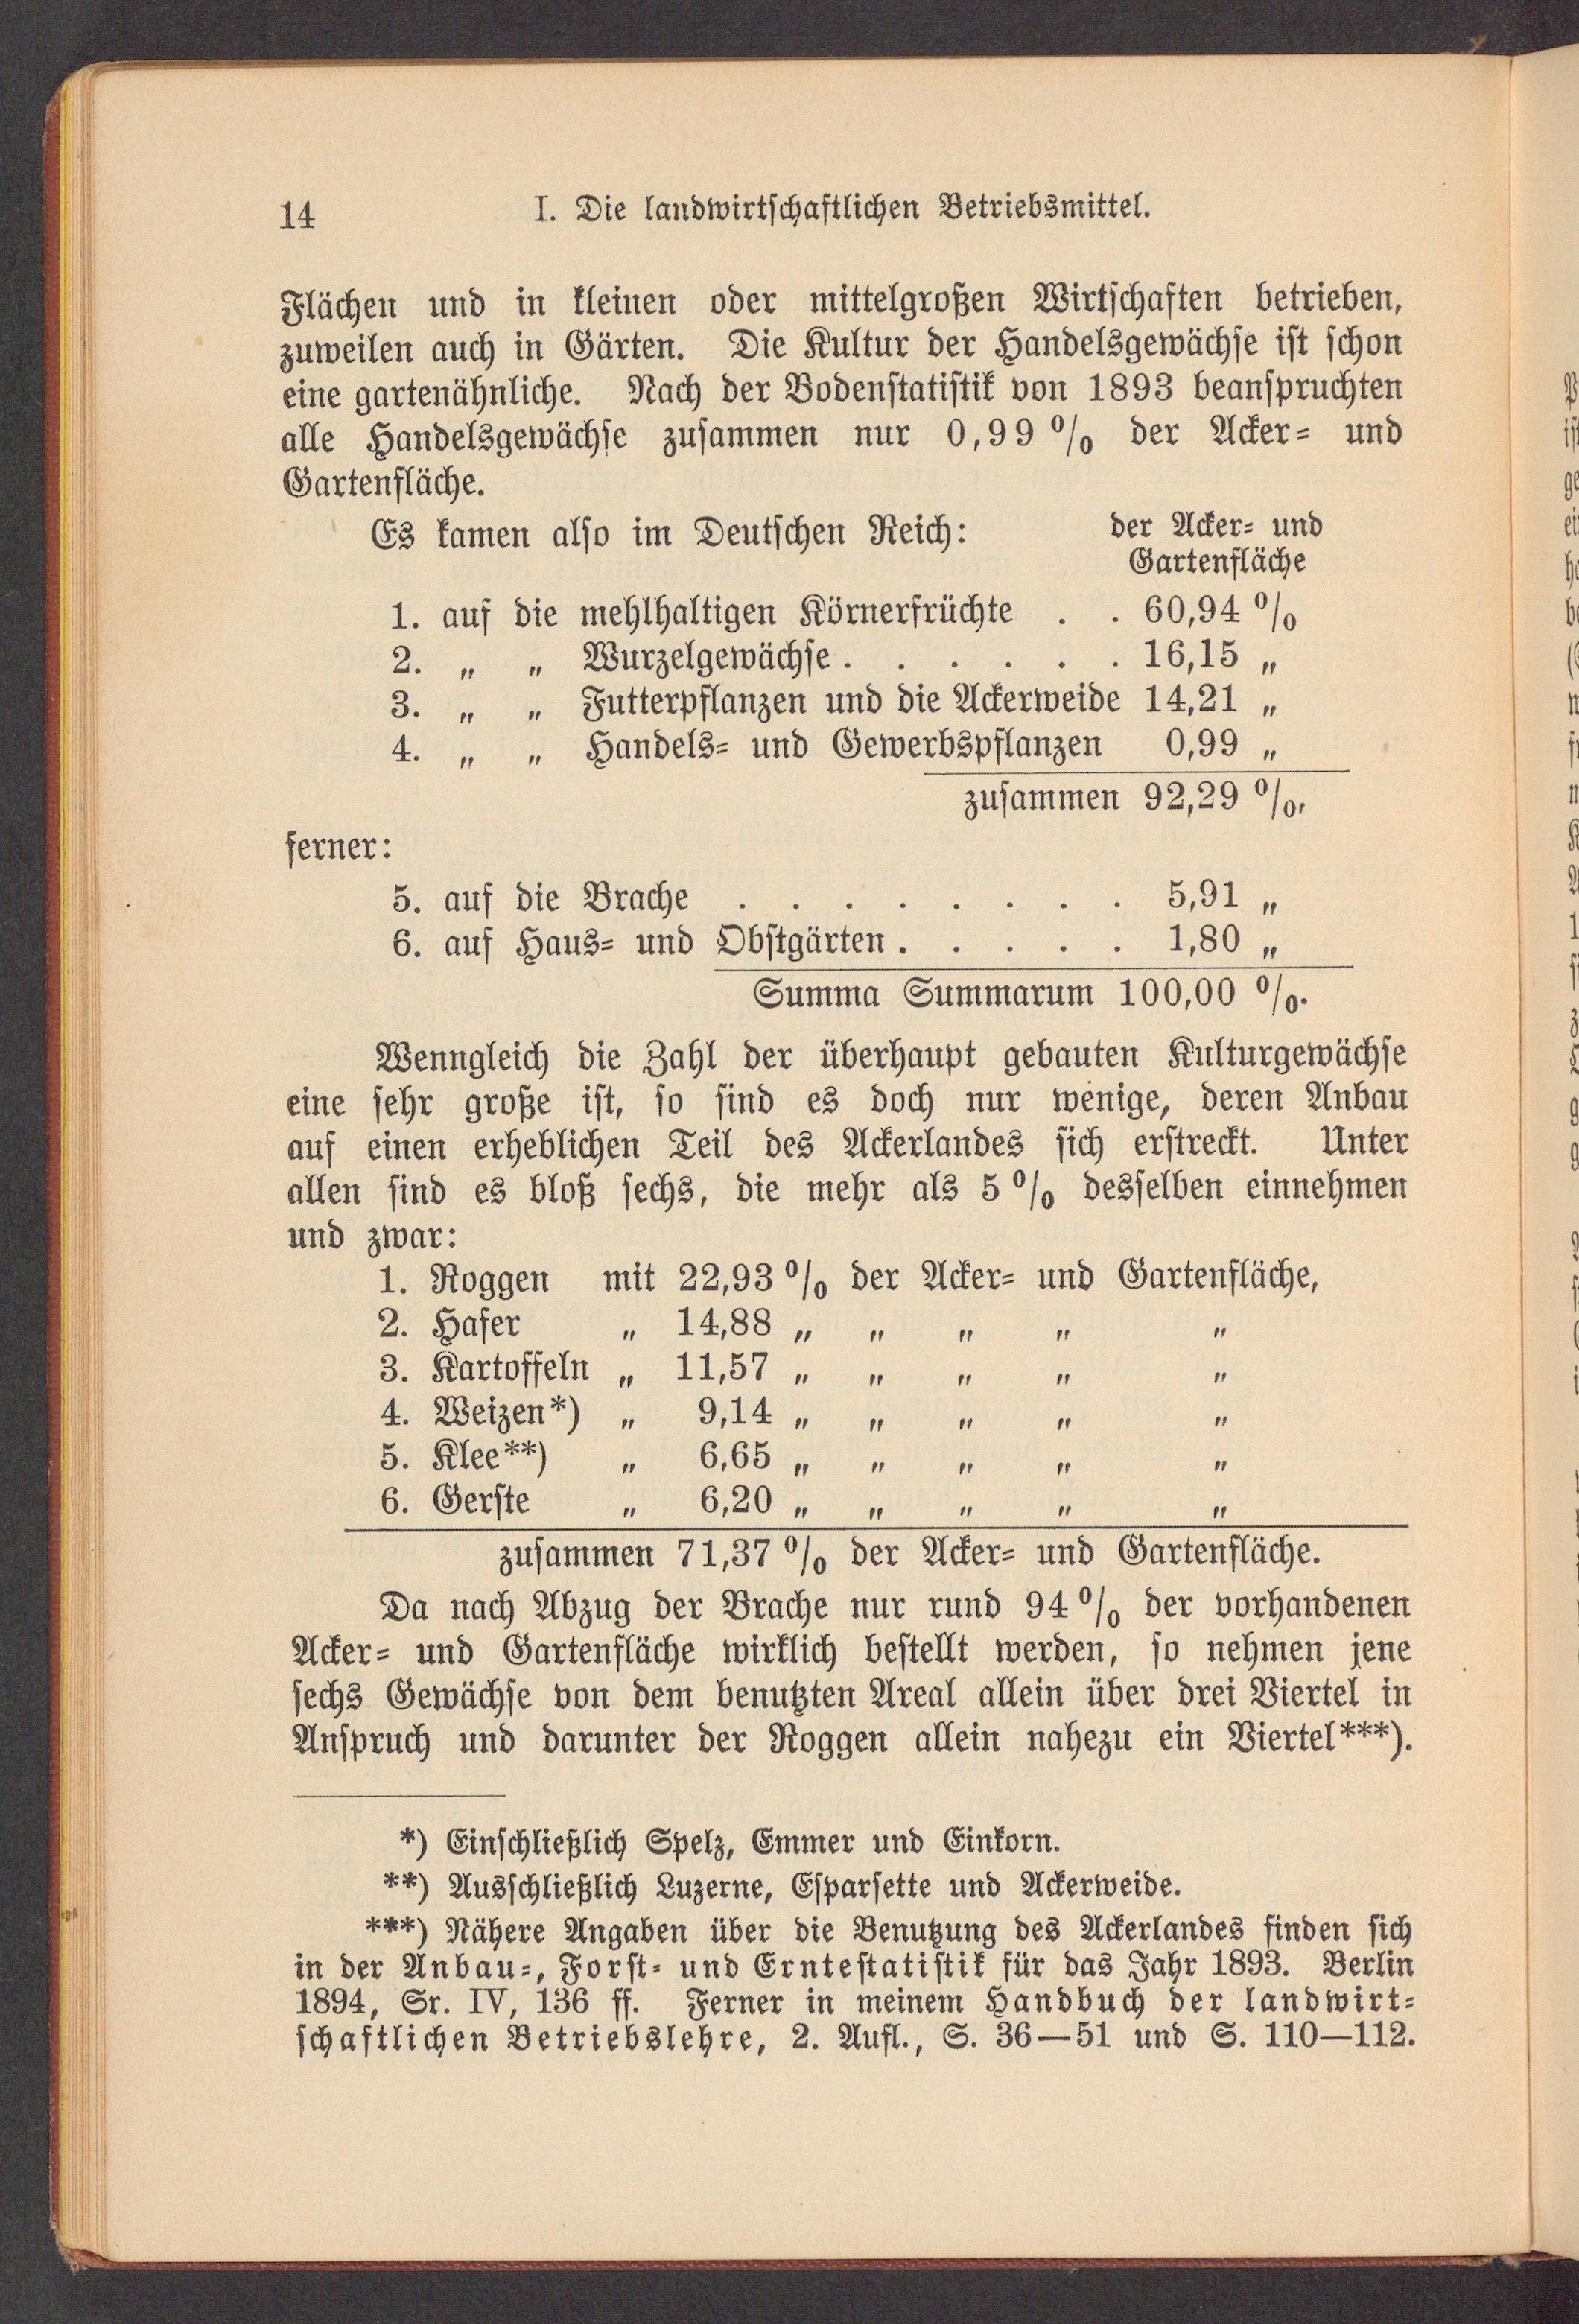 14 I. Die landwirtschaftlichen Betriebsmittel.
Flächen und in kleinen oder mittelgroßen Wirtschaften betrieben,
zuweilen auch in Gärten. Die Kultur der Handelsgewächse ist schon
eine gartenähnliche. Nach der Bodenstatistik von 1893 beanspruchten
alle Handelsgewächse zusammen nur 0,99 % der Acker= und
Gartenfläche.
Es kamen also im Deutschen Reich: der Acker= und
Gartenfläche
1. auf die mehlhaltigen Körnerfrüchte . . 60,94 %
2. „ „ Wurzelgewächse . . . . . . 16,15 „
3. „ „ Futterpflanzen und die Ackerweide 14,21 „
4. „ „ Handels= und Gewerbspflanzen 0,99 „
zusammen 92,29 %,
ferner:
5. auf die Brache . . . . . . . . 5,91 „
6. auf Haus= und Obstgärten . . . . . 1,80 „
Summa Summarum 100,00 %.
Wenngleich die Zahl der überhaupt gebauten Kulturgewächse
eine sehr große ist, so sind es doch nur wenige, deren Anbau
auf einen erheblichen Teil des Ackerlandes sich erstreckt. Unter
allen sind es bloß sechs, die mehr als 5 % desselben einnehmen
und zwar:
1. Roggen mit 22,93 % der Acker= und Gartenfläche,
2. Hafer „ 14,88 „ „ „ „ „
3. Kartoffeln „ 11,57 „ „ „ „ „
4. Weizen*) „ 9,14 „ „ „ „ „
5. Klee**) „ 6,65 „ „ „ „ „
6. Gerste „ 6,20 „ „ „ „ „
zusammen 71,37 % der Acker= und Gartenfläche.
Da nach Abzug der Brache nur rund 94 % der vorhandenen
Acker= und Gartenfläche wirklich bestellt werden, so nehmen jene
sechs Gewächse von dem benutzten Areal allein über drei Viertel in
Anspruch und darunter der Roggen allein nahezu ein Viertel***).
*) Einschließlich Spelz, Emmer und Einkorn.
**) Ausschließlich Luzerne, Esparsette und Ackerweide.
***) Nähere Angaben über die Benutzung des Ackerlandes finden sich
in der Anbau=, Forst= und Erntestatistik für das Jahr 1893. Berlin
1894, Sr. IV, 136 ff. Ferner in meinem Handbuch der landwirt=
schaftlichen Betriebslehre, 2. Aufl., S. 36—51 und S. 110—112.